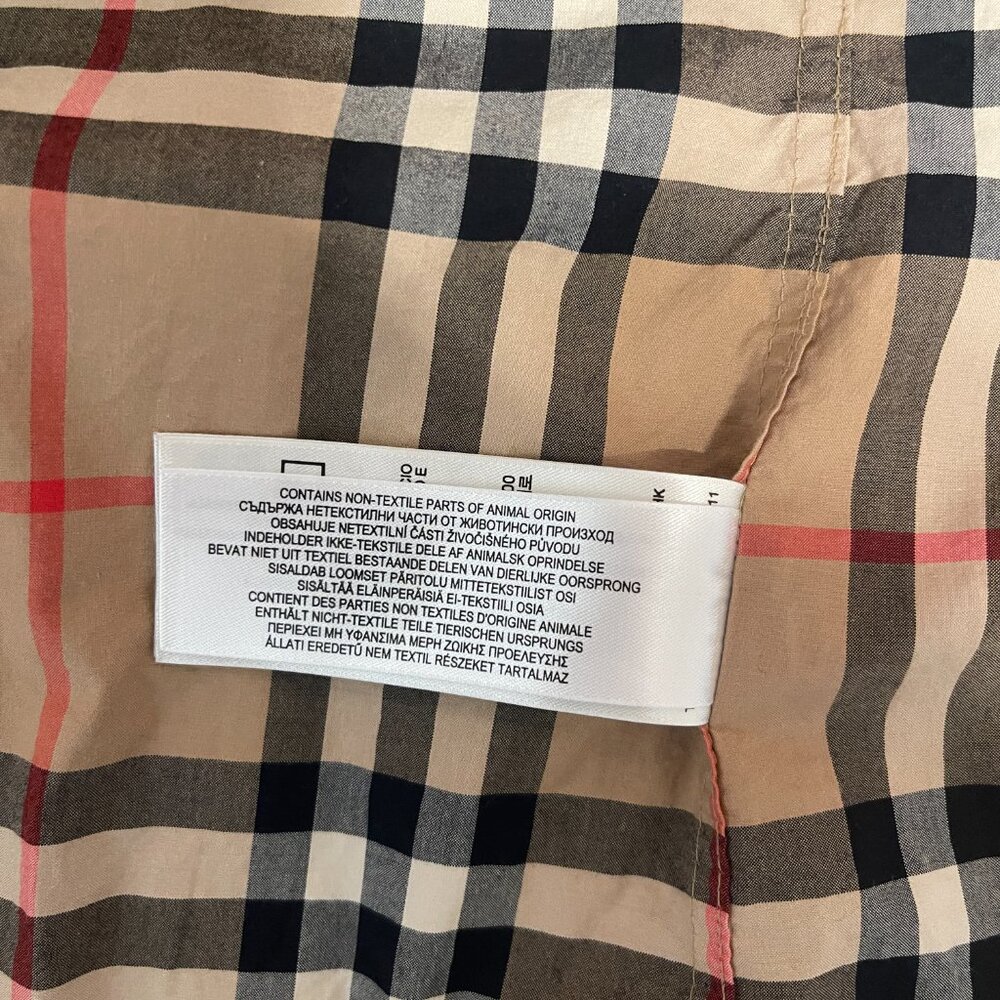 CONTAINS NON-TEXTILE PARTS OF ANIMAL ORIGIN
СЪДЪРЖА НЕТЕКСТИЛНИ ЧАСТИ ОТ ЖИВОТИНСКИ ПРОИЗХОД
OBSAHUJE NETEXTILNÍ ČÁSTI ŽIVOČIŠNÉHO PŮVODU
INDEHOLDER IKKE-TEKSTILE DELE AF ANIMALSK OPRINDELSE
BEVAT NIET UIT TEXTIEL BESTAANDE DELEN VAN DIERLIJKE OORSPRONG
SISALDAB LOOMSET PÄRITOLU MITTETEKSTIILIST OSI
SISÄLTÄÄ ELÄINPERÄISIÄ EI-TEKSTIILI OSIA
CONTIENT DES PARTIES NON TEXTILES D'ORIGINE ANIMALE
ENTHÄLT NICHT-TEXTILE TEILE TIERISCHEN URSPRUNGS
ΠΕΡΙΕΧΕΙ ΜΗ ΥΦΑΝΣΙΜΑ ΜΕΡΗ ΖΩΙΚΗΣ ΠΡΟΕΛΕΥΣΗΣ
ÁLLATI EREDETŰ NEM TEXTIL RÉSZEKET TARTALMAZ
11